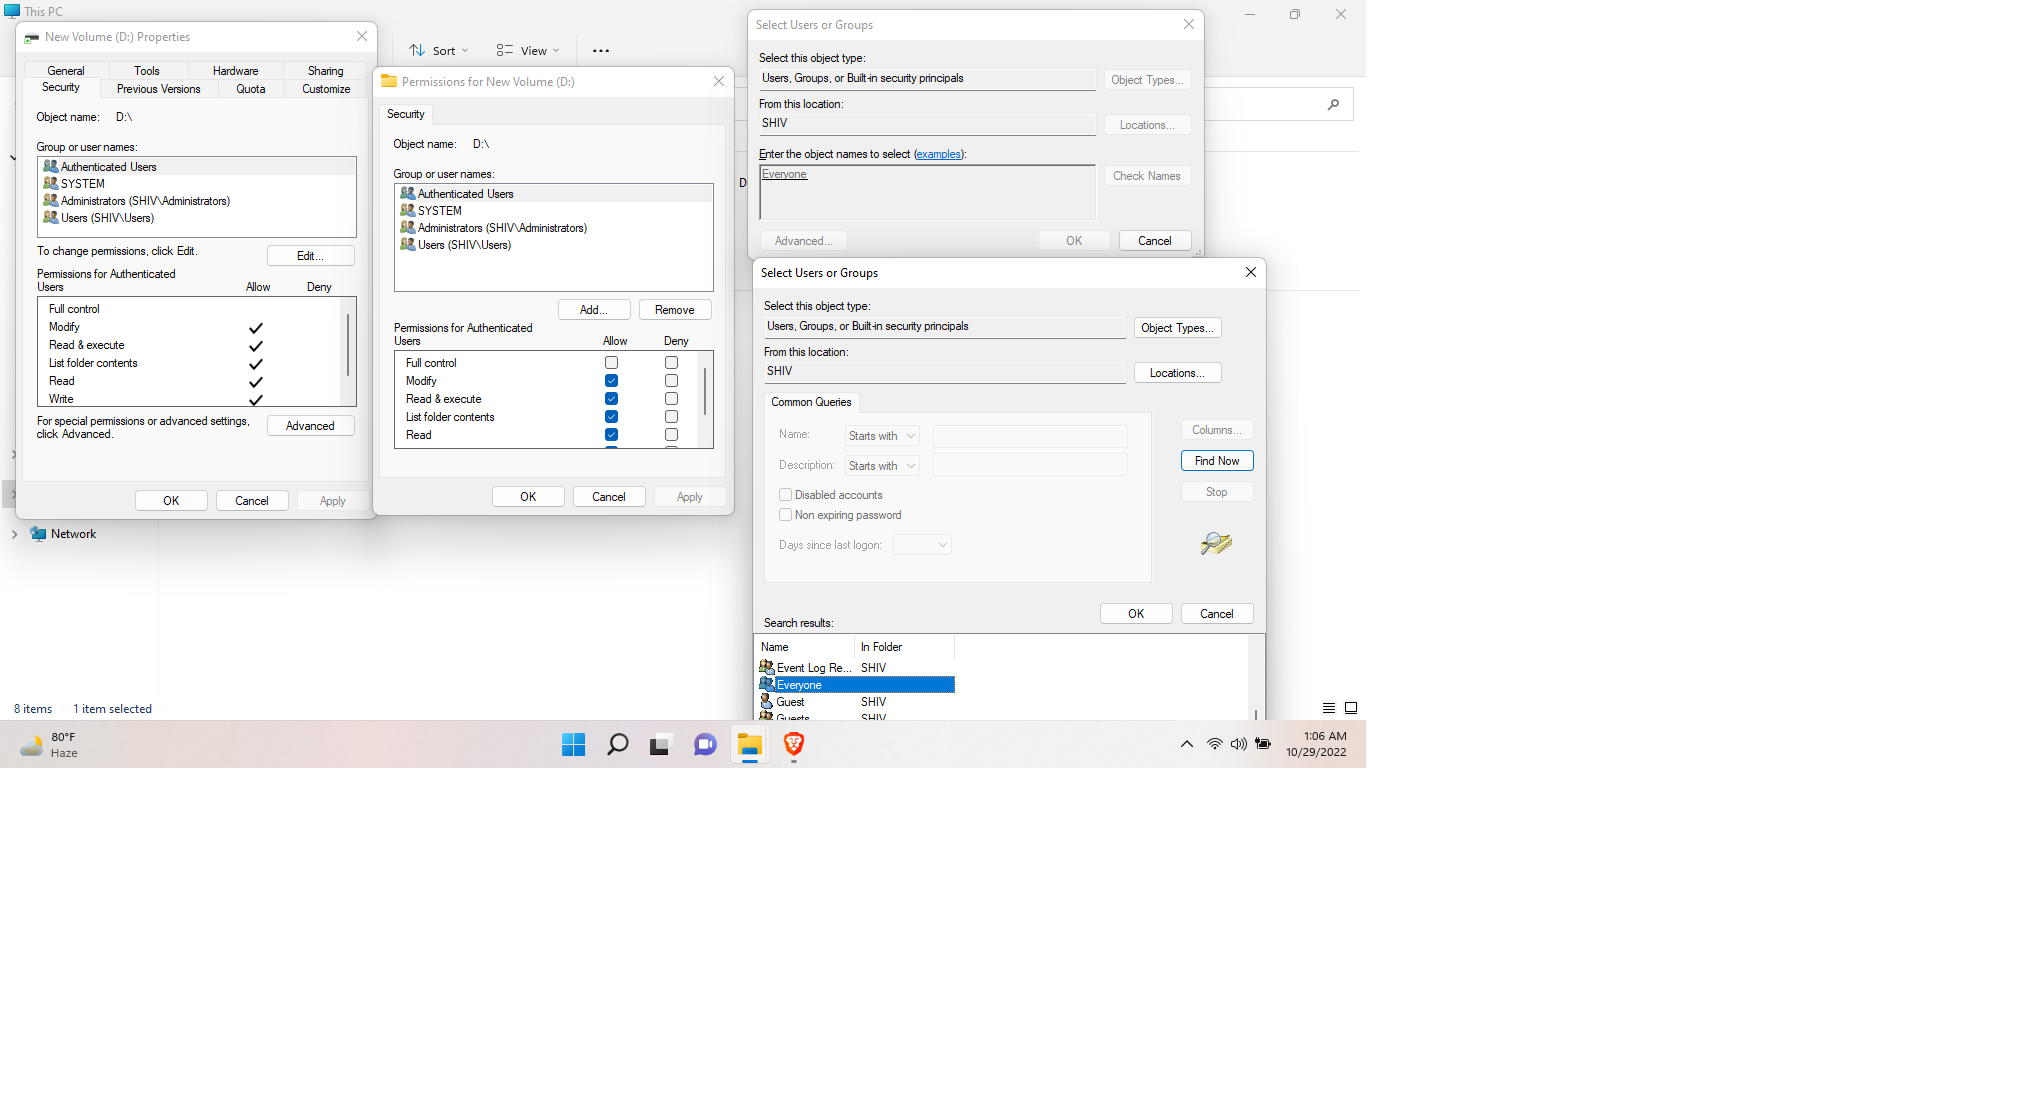 This PC
Sort
View
New Volume (D:) Properties
General
Tools
Hardware
Sharing
Security
Previous Versions
Quota
Customize
Object name: D:\
Group or user names:
Authenticated Users
SYSTEM
Administrators (SHIV\Administrators)
Users (SHIV\Users)
To change permissions, click Edit.
Edit...
Permissions for Authenticated
Users
Allow
Deny
Full control
Modify
Read & execute
List folder contents
Read
Write
For special permissions or advanced settings,
click Advanced.
Advanced
OK
Cancel
Apply
Permissions for New Volume (D:)
Security
Object name: D:\
Group or user names:
Authenticated Users
SYSTEM
Administrators (SHIV\Administrators)
Users (SHIV\Users)
Add...
Remove
Permissions for Authenticated
Users
Allow
Deny
Full control
Modify
Read & execute
List folder contents
Read
OK
Cancel
Apply
D
Select Users or Groups
Select this object type:
Users, Groups, or Built-in security principals
Object Types...
From this location:
SHIV
Locations...
Enter the object names to select (examples):
Everyone
Check Names
Advanced...
OK
Cancel
Select Users or Groups
Select this object type:
Users, Groups, or Built-in security principals
Object Types...
From this location:
SHIV
Locations...
Common Queries
Name:
Starts with
Description:
Starts with
Disabled accounts
Non expiring password
Days since last logon:
Columns...
Find Now
Stop
OK
Cancel
Search results:
Name
In Folder
Event Log Re... SHIV
Everyone
Guest SHIV
Guests SHIV
Network
8 items
1 item selected
80°F
Haze
1:06 AM
10/29/2022